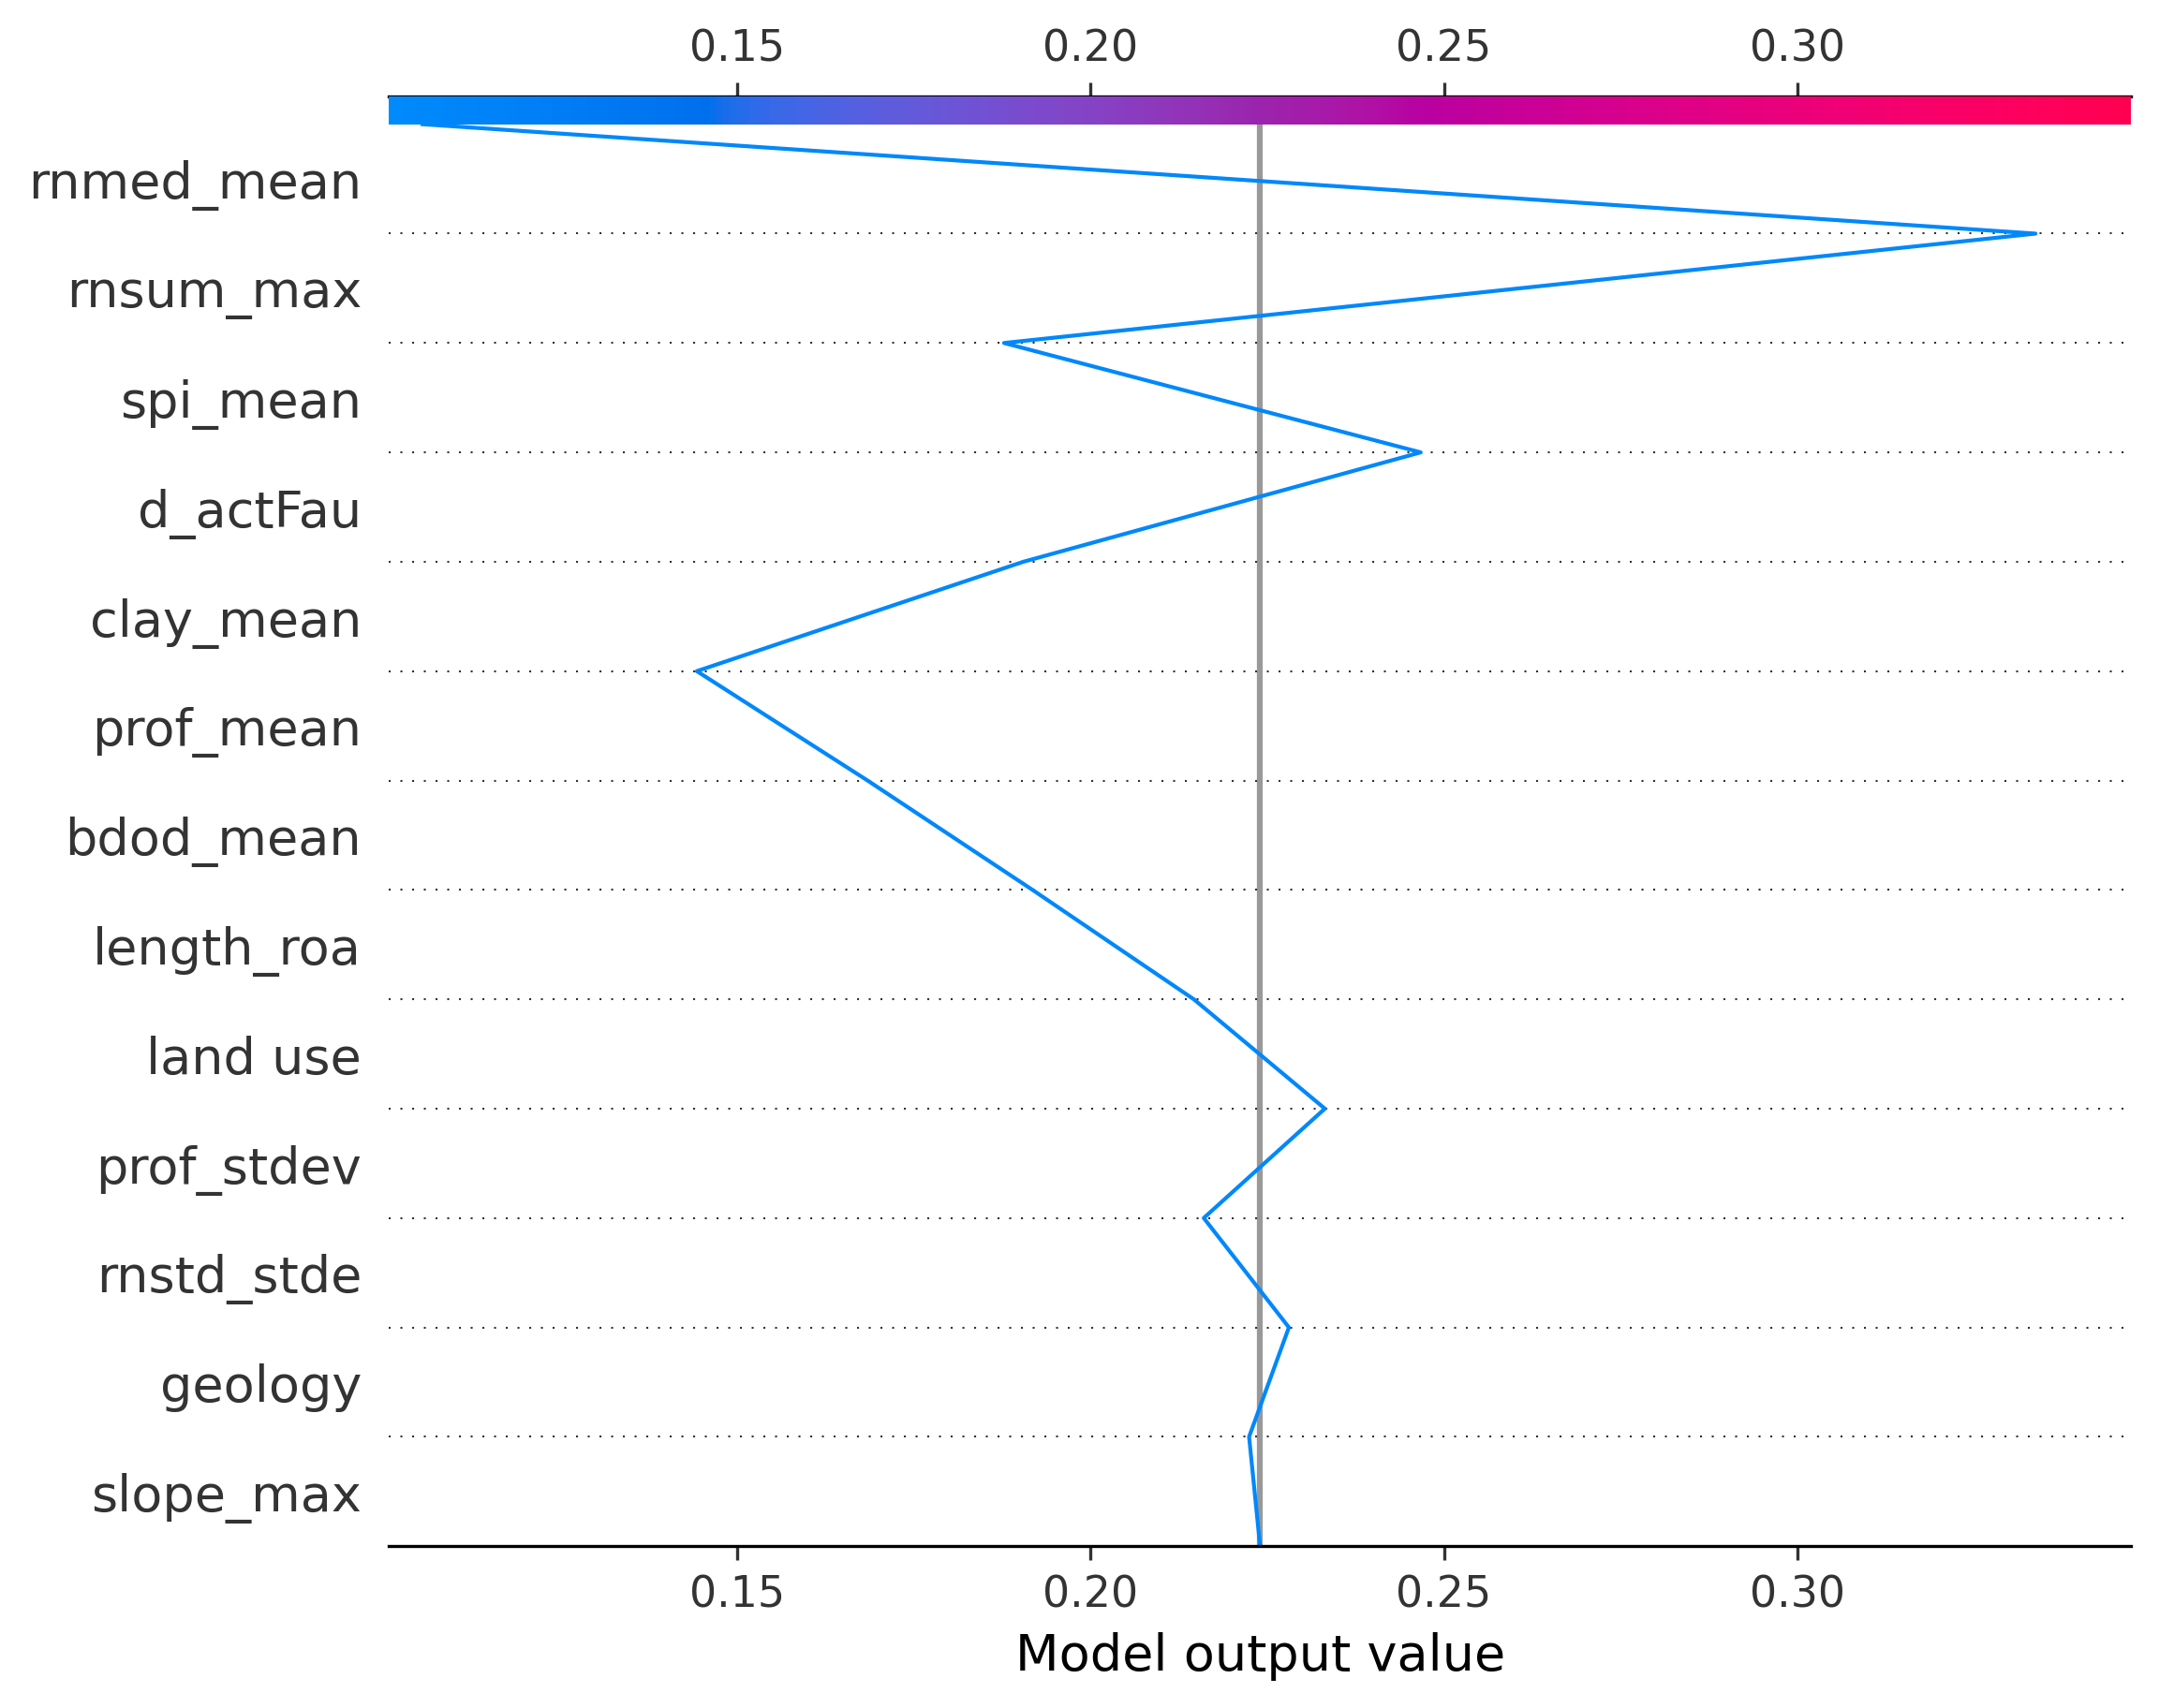 0.15 0.20 0.25 0.30
rnmed_mean
rnsum_max
spi_mean
d_actFau
clay_mean
prof_mean
bdod_mean
length_roa
land use
prof_stdev
rnstd_stde
geology
slope_max
0.15 0.20 0.25 0.30
Model output value